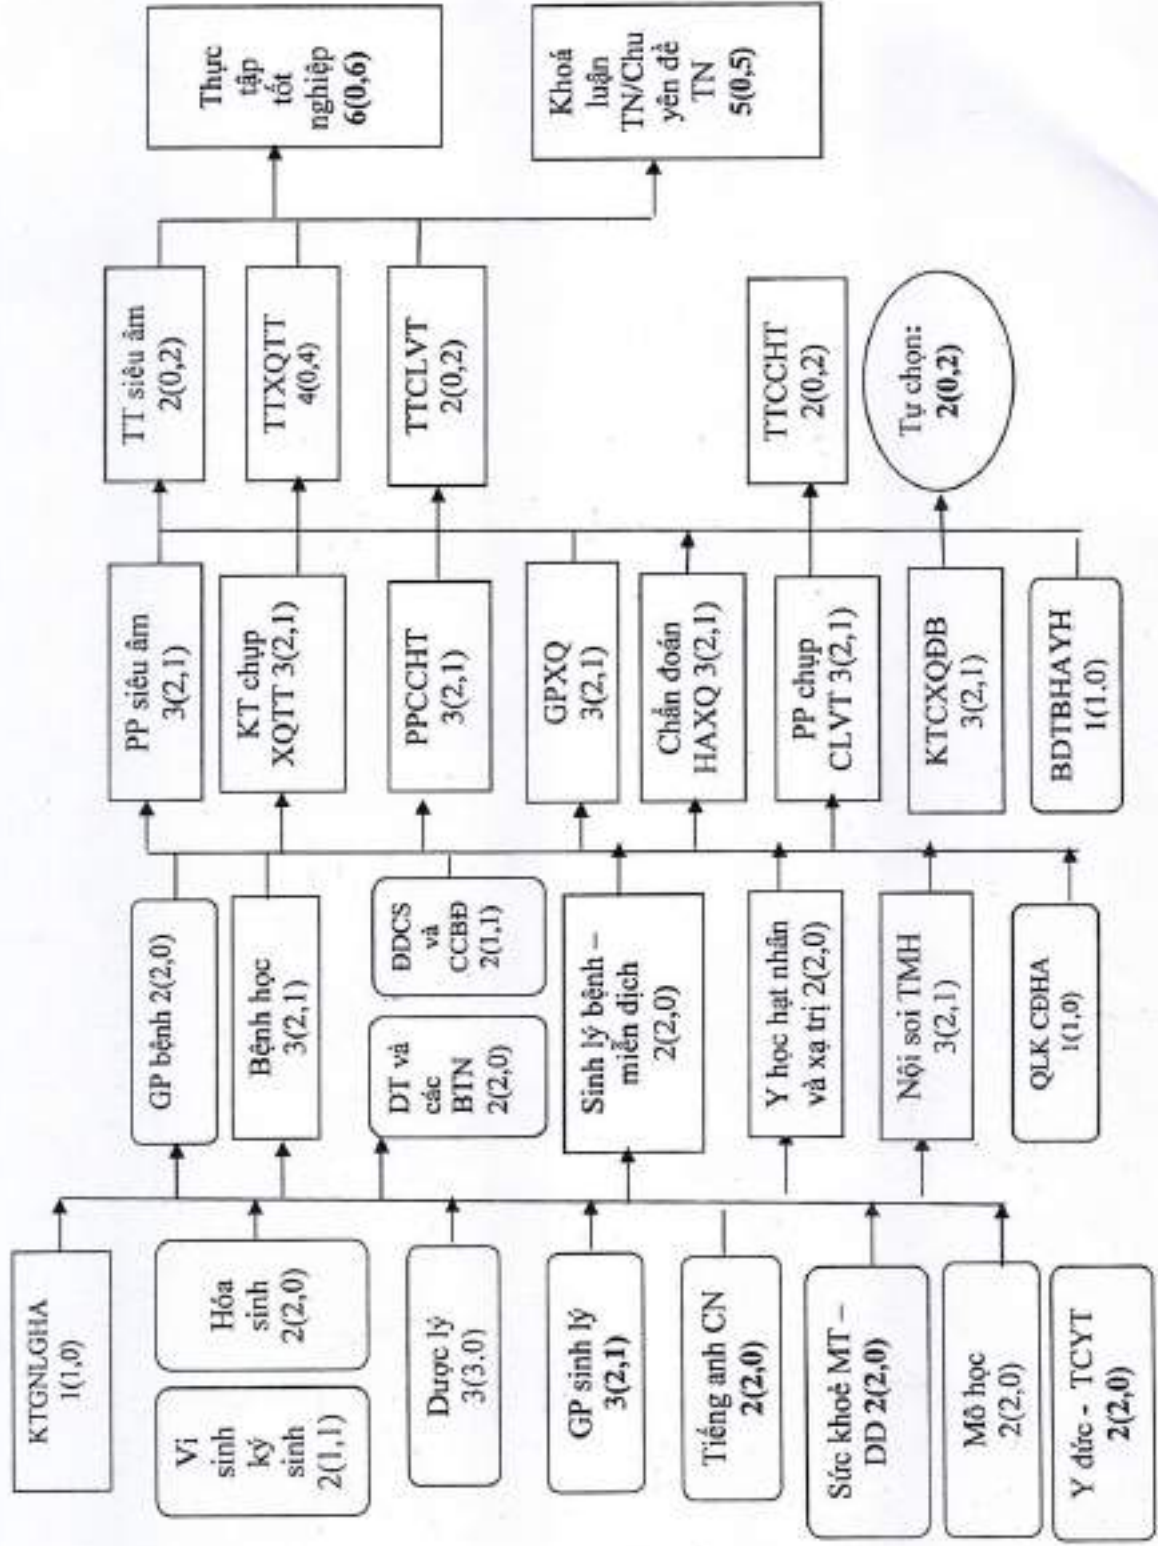 KTGNLGHA
1(1,0)
Vi
sinh
ký
sinh
2(1,1)
Hóa
sinh
2(2,0)
Dược lý
3(3.0)
GP sinh lý
3(2,1)
Tiếng anh CN
2(2,0)
Sức khoẻ MT –
DD 2(2,0)
Mô học
2(2,0)
Y đức - TCYT
2(2,0)
GP bệnh 2(2,0)
Bệnh học
3(2,1)
DT và
các
BTN
2(2,0)
ĐDCS
và
CCBĐ
2(1,1)
Sinh lý bệnh –
miễn dịch
2(2,0)
Y học hạt nhân
và xạ trị 2(2,0)
Nội soi TMH
3(2,1)
QLK CĐHA
1(1,0)
PP siêu âm
3(2,1)
KT chụp
XQTT 3(2,1)
PPCCHT
3(2,1)
GPXQ
3(2,1)
Chẩn đoán
HAXQ 3(2,1)
PP chụp
CLVT 3(2,1)
KTCXQĐB
3(2,1)
BDTBHAYH
1(1.0)
TT siêu âm
2(0,2)
TTXQTT
4(0,4)
TTCLVT
2(0,2)
TTCCHT
2(0,2)
Tự chọn:
2(0,2)
Thực
tập
tốt
nghiệp
6(0,6)
Khoá
luận
TN/Chu
yên đề
TN
5(0,5)